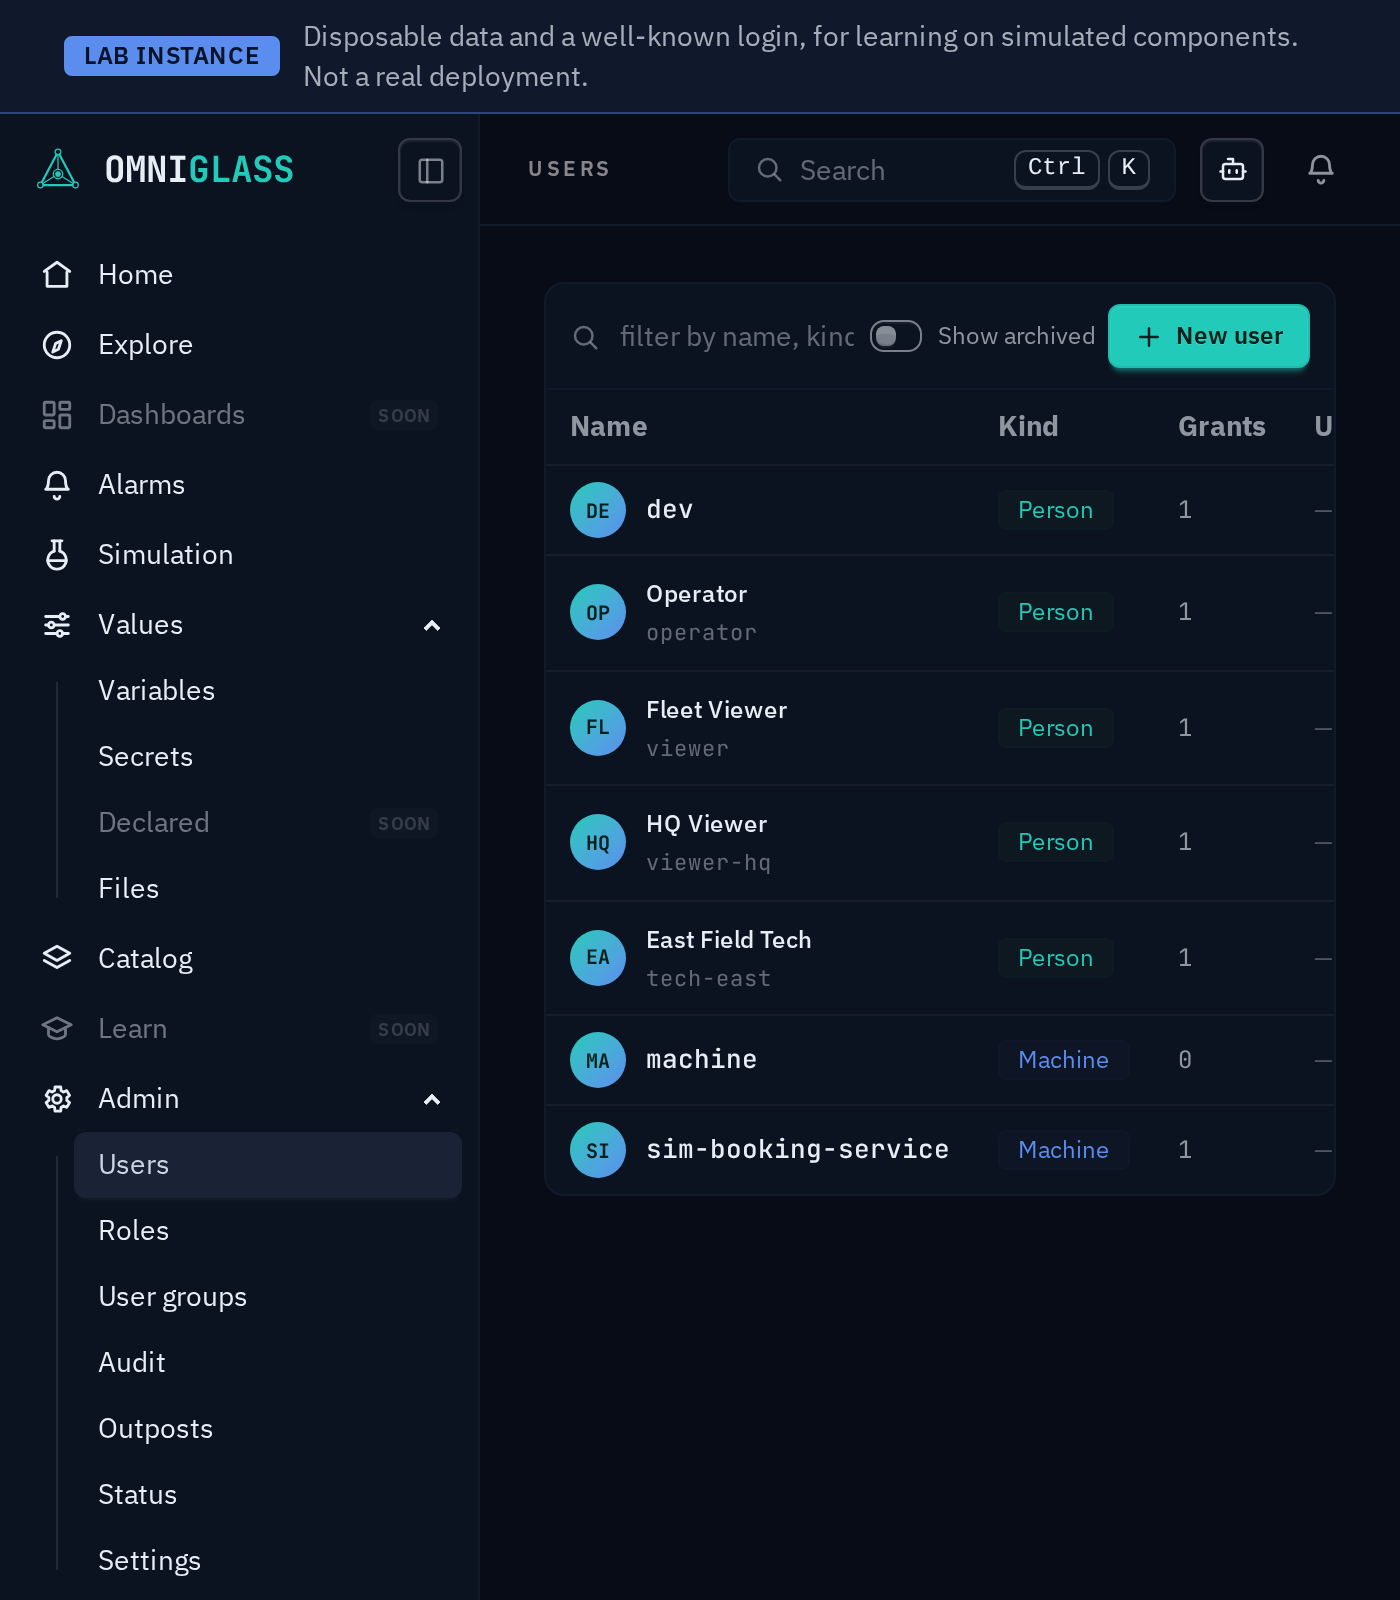 LAB INSTANCE
Disposable data and a well-known login, for learning on simulated components.
Not a real deployment.
OMNIGLASS
USERS
Search
Ctrl K
Home
Explore
Dashboards SOON
Alarms
Simulation
Values
Variables
Secrets
Declared SOON
Files
Catalog
Learn SOON
Admin
Users
Roles
User groups
Audit
Outposts
Status
Settings
filter by name, kind
Show archived
+ New user
Name Kind Grants U
DE dev Person 1 —
OP Operator Person 1 —
operator
FL Fleet Viewer Person 1 —
viewer
HQ HQ Viewer Person 1 —
viewer-hq
EA East Field Tech Person 1 —
tech-east
MA machine Machine 0 —
SI sim-booking-service Machine 1 —